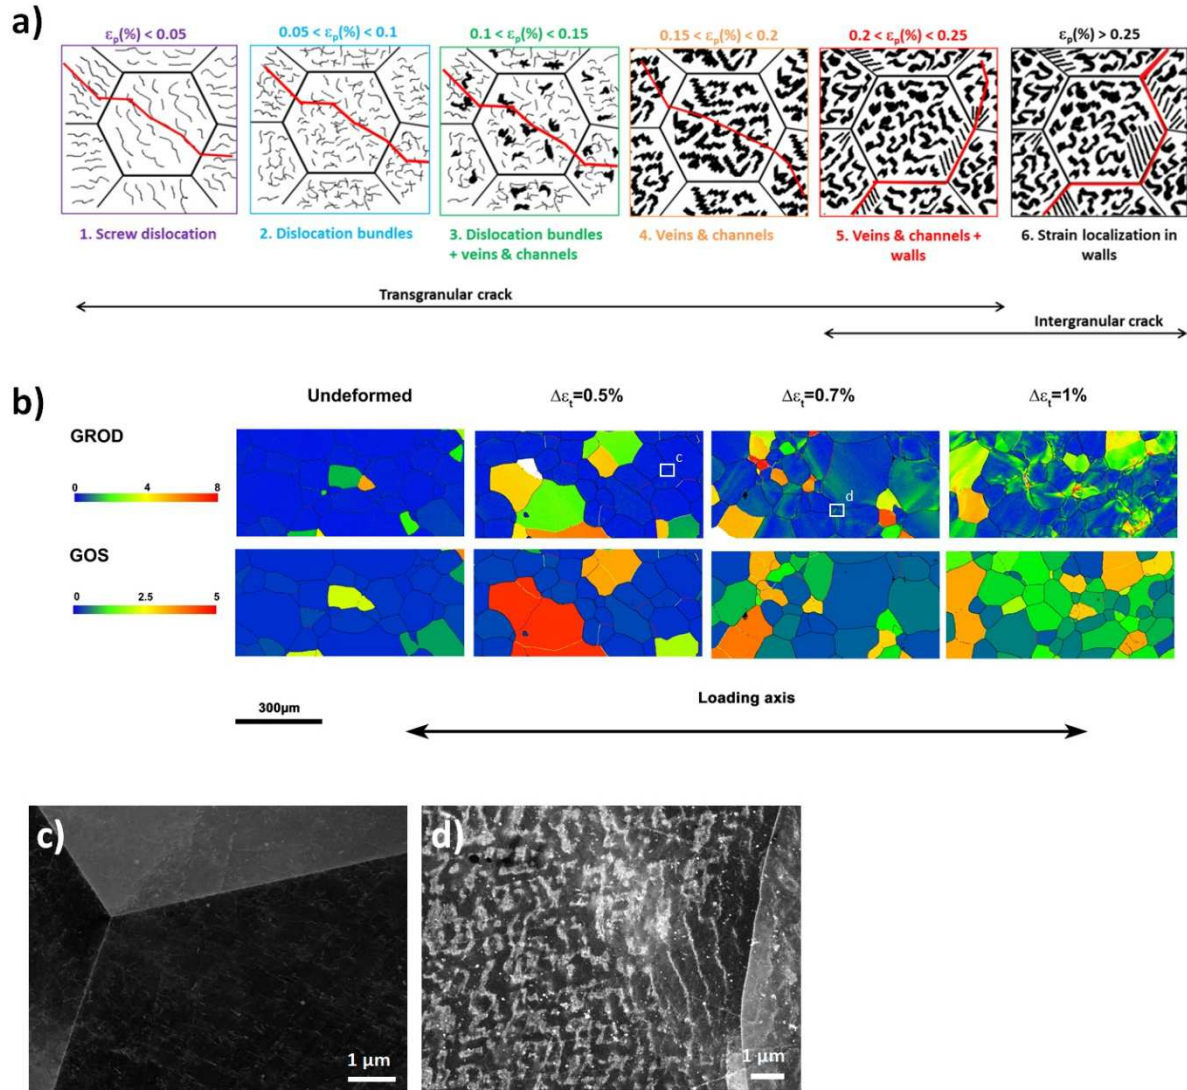 a)
εp(%) < 0.05
0.05 < εp(%) < 0.1
0.1 < εp(%) < 0.15
0.15 < εp(%) < 0.2
0.2 < εp(%) < 0.25
εp(%) > 0.25
1. Screw dislocation
2. Dislocation bundles
3. Dislocation bundles
+ veins & channels
4. Veins & channels
5. Veins & channels +
walls
6. Strain localization in
walls
Transgranular crack
Intergranular crack
b)
Undeformed
Δεt=0.5%
Δεt=0.7%
Δεt=1%
GROD
0 4 8
c
d
GOS
0 2.5 5
300µm
Loading axis
c)
1 µm
d)
1 µm